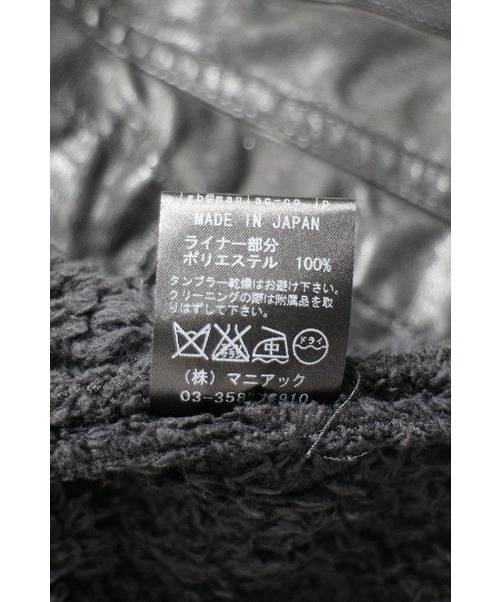 MADE IN JAPAN
ライナー部分
ポリエステル 100%
タンブラー乾燥はお避け下さい。
クリーニングの際は附属品を取
りはずして下さい。
中 ドライ
(株) マニアック